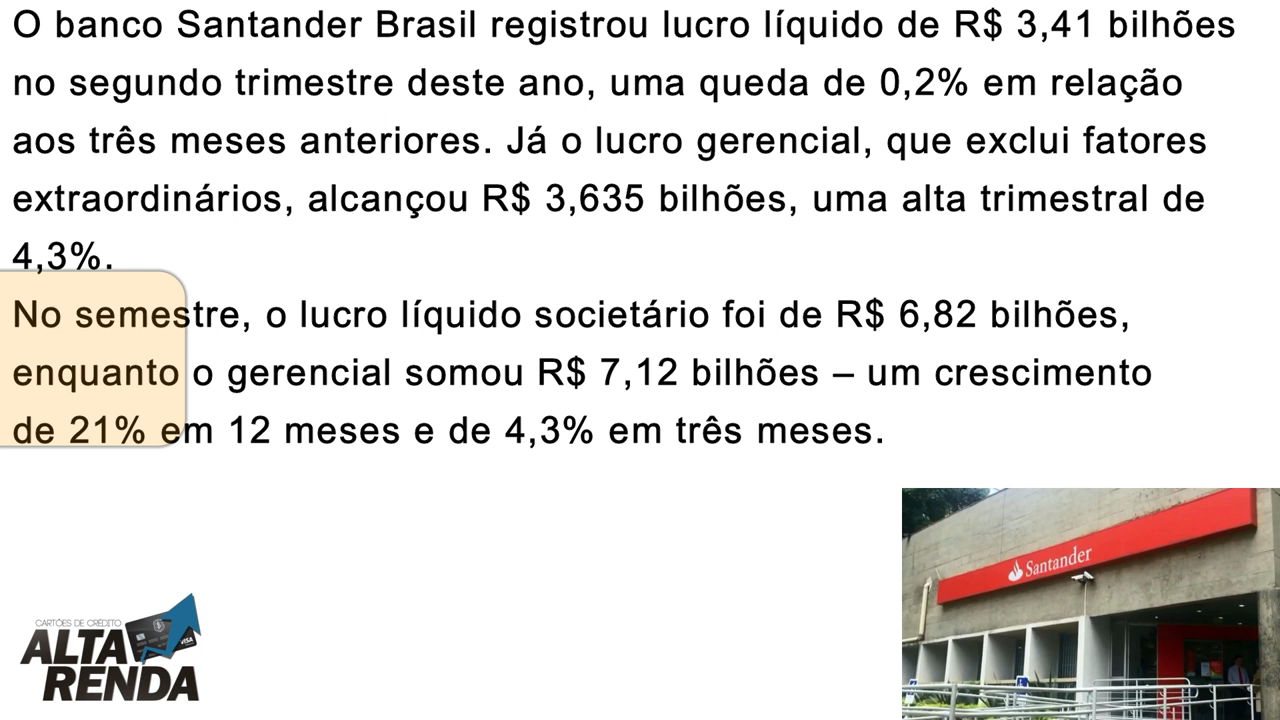 O banco Santander Brasil registrou lucro líquido de R$ 3,41 bilhões
no segundo trimestre deste ano, uma queda de 0,2% em relação
aos três meses anteriores. Já o lucro gerencial, que exclui fatores
extraordinários, alcançou R$ 3,635 bilhões, uma alta trimestral de
4,3%.
No semestre, o lucro líquido societário foi de R$ 6,82 bilhões,
enquanto o gerencial somou R$ 7,12 bilhões – um crescimento
de 21% em 12 meses e de 4,3% em três meses.
Santander
CARTÕES DE CRÉDITO
ALTA
VISA
RENDA